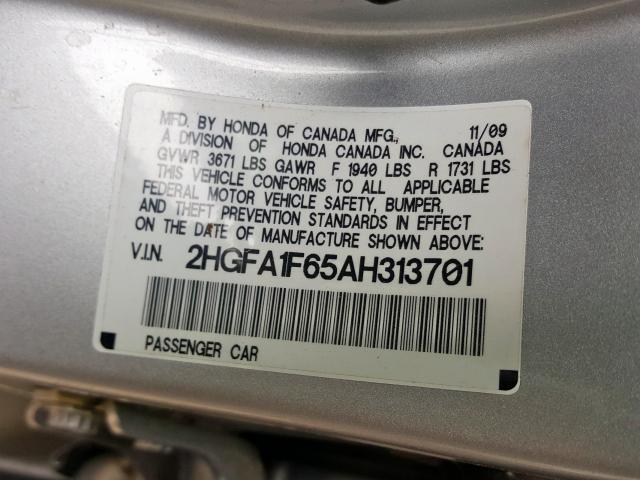 MFD. BY HONDA OF CANADA MFG., 11/09
A DIVISION OF HONDA CANADA INC. CANADA
GVWR 3671 LBS GAWR F 1940 LBS R 1731 LBS
THIS VEHICLE CONFORMS TO ALL APPLICABLE
FEDERAL MOTOR VEHICLE SAFETY, BUMPER,
AND THEFT PREVENTION STANDARDS IN EFFECT
ON THE DATE OF MANUFACTURE SHOWN ABOVE:
V.I.N. 2HGFA1F65AH313701
PASSENGER CAR